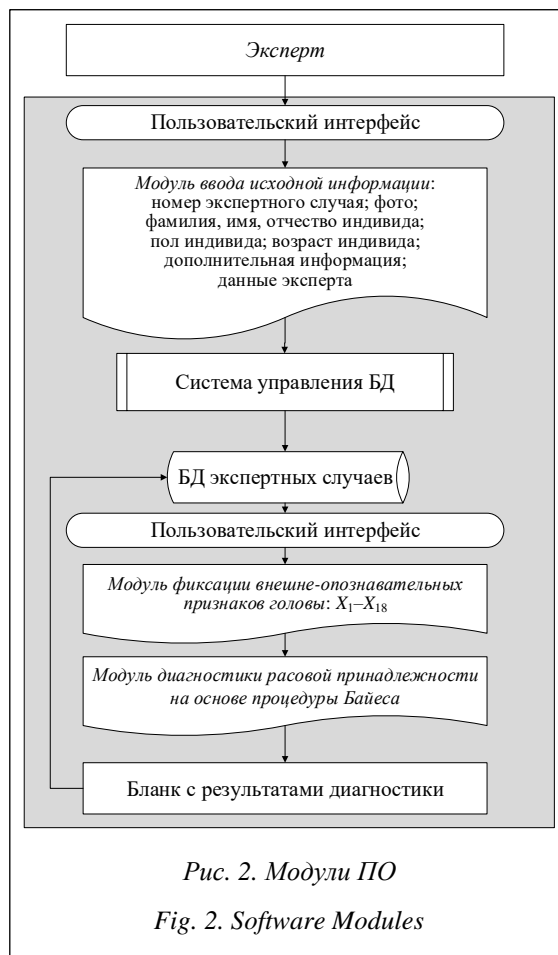 Эксперт
Пользовательский интерфейс
Модуль ввода исходной информации:
номер экспертного случая; фото;
фамилия, имя, отчество индивида;
пол индивида; возраст индивида;
дополнительная информация;
данные эксперта
Система управления БД
БД экспертных случаев
Пользовательский интерфейс
Модуль фиксации внешне-опознавательных
признаков головы: X₁–X₁₈
Модуль диагностики расовой принадлежности
на основе процедуры Байеса
Бланк с результатами диагностики
Рис. 2. Модули ПО
Fig. 2. Software Modules